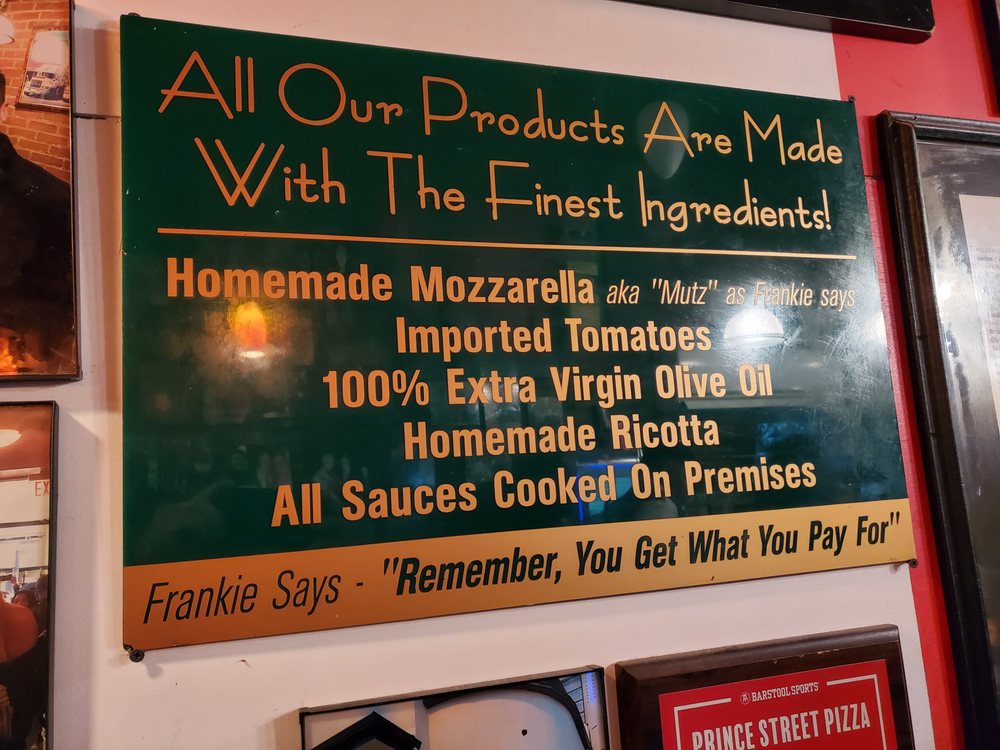 All Our Products Are Made
With The Finest Ingredients!
Homemade Mozzarella aka "Mutz" as Frankie says.
Imported Tomatoes
100% Extra Virgin Olive Oil
Homemade Ricotta
All Sauces Cooked On Premises
Frankie Says - "Remember, You Get What You Pay For"
EX
BARSTOOL SPORTS
PRINCE STREET PIZZA